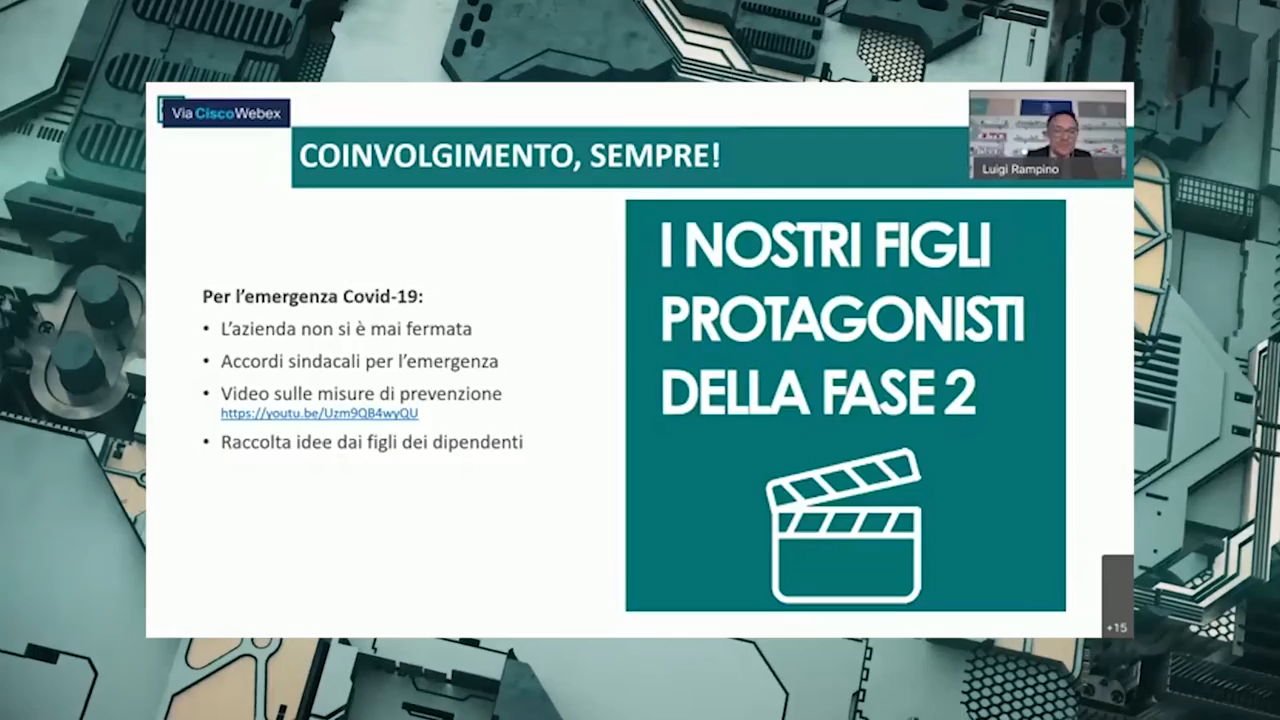 Via CiscoWebex
COINVOLGIMENTO, SEMPRE!
Luigi Rampino
Per l'emergenza Covid-19:
• L'azienda non si è mai fermata
• Accordi sindacali per l'emergenza
• Video sulle misure di prevenzione
https://youtu.be/Uzm9QB4wyQU
• Raccolta idee dai figli dei dipendenti
I NOSTRI FIGLI
PROTAGONISTI
DELLA FASE 2
+15